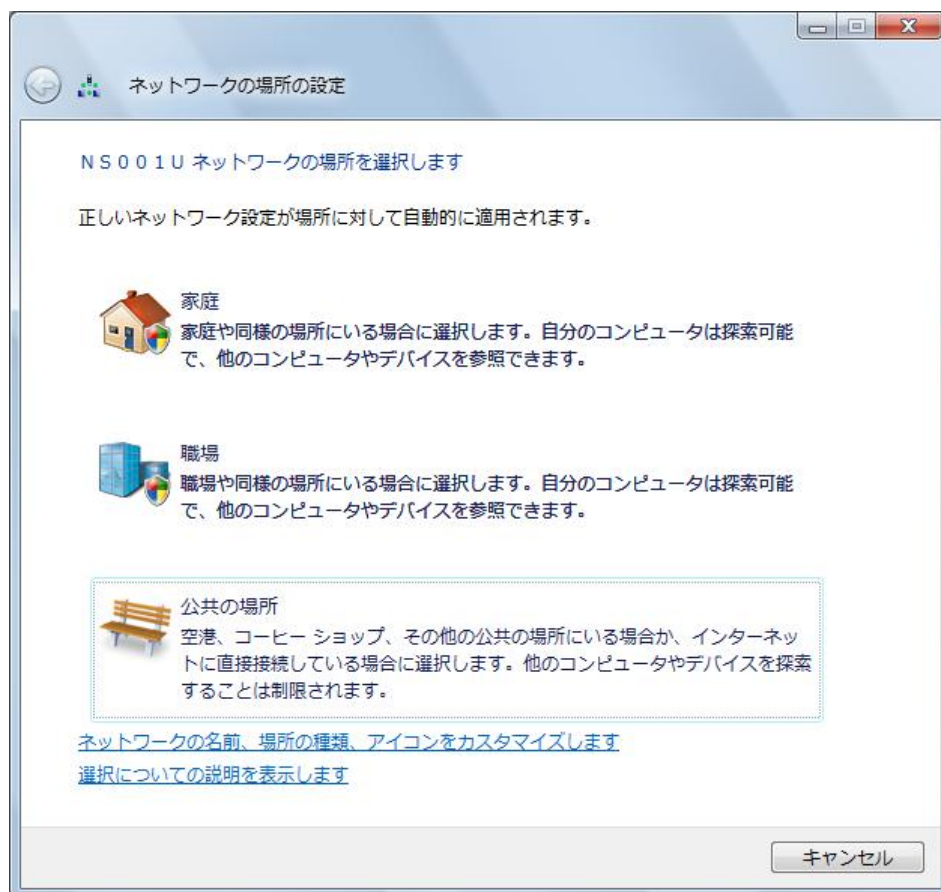 ネットワークの場所の設定
ＮＳ００１Ｕ ネットワークの場所を選択します
正しいネットワーク設定が場所に対して自動的に適用されます。
家庭
家庭や同様の場所にいる場合に選択します。自分のコンピュータは探索可能
で、他のコンピュータやデバイスを参照できます。
職場
職場や同様の場所にいる場合に選択します。自分のコンピュータは探索可能
で、他のコンピュータやデバイスを参照できます。
公共の場所
空港、コーヒー ショップ、その他の公共の場所にいる場合か、インターネッ
トに直接接続している場合に選択します。他のコンピュータやデバイスを探索
することは制限されます。
ネットワークの名前、場所の種類、アイコンをカスタマイズします
選択についての説明を表示します
キャンセル